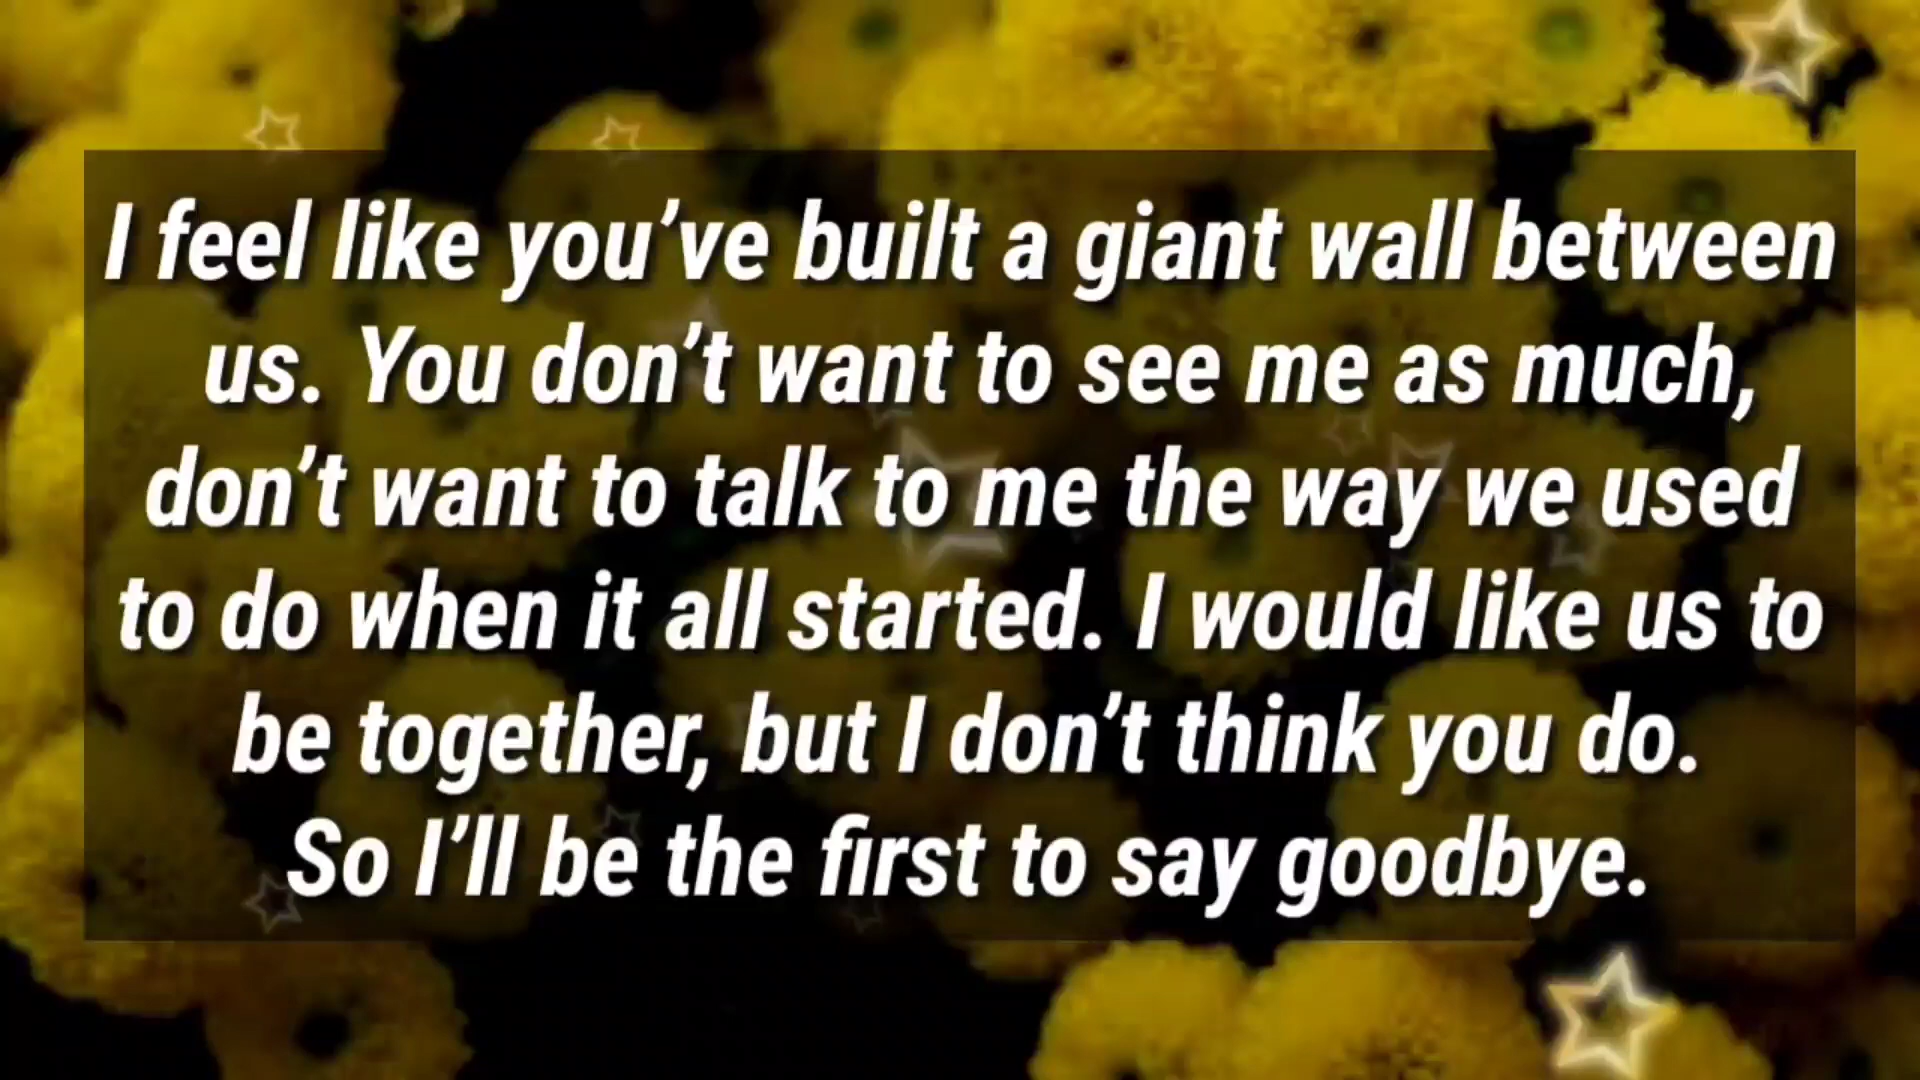 I feel like you’ve built a giant wall between
us. You don’t want to see me as much,
don’t want to talk to me the way we used
to do when it all started. I would like us to
be together, but I don’t think you do.
So I’ll be the first to say goodbye.